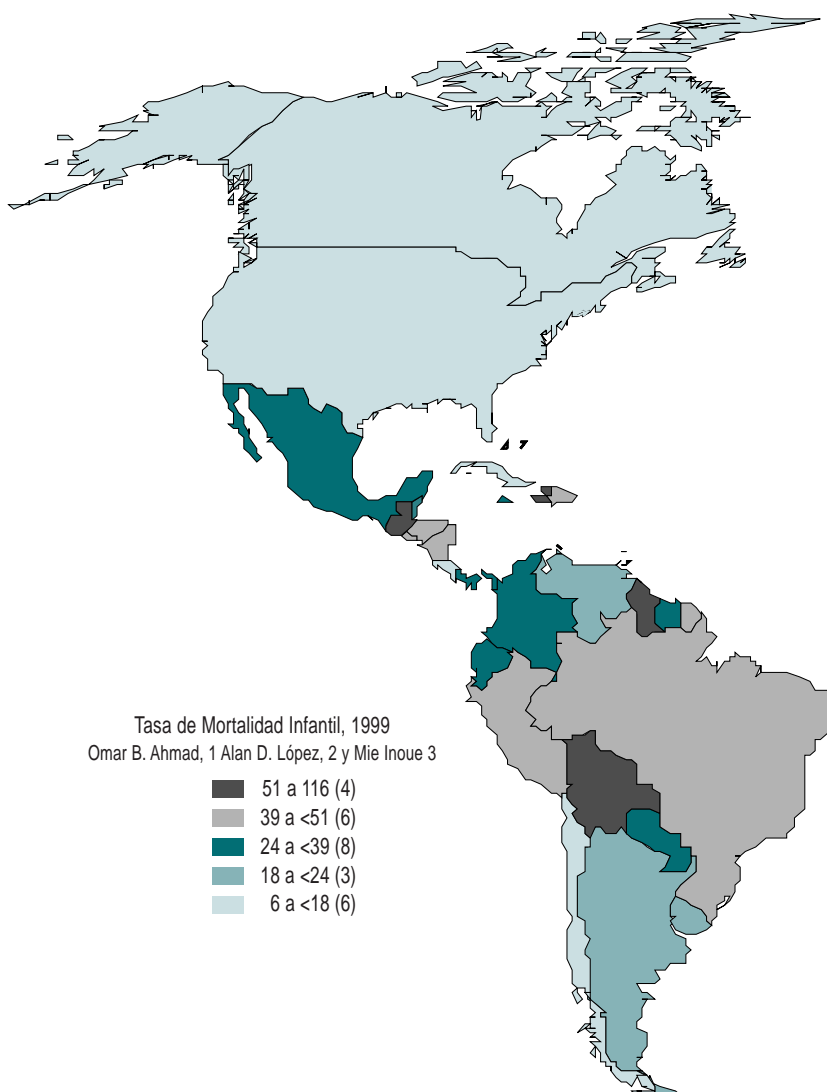 Tasa de Mortalidad Infantil, 1999
Omar B. Ahmad, 1 Alan D. López, 2 y Mie Inoue 3
51 a 116 (4)
39 a <51 (6)
24 a <39 (8)
18 a <24 (3)
6 a <18 (6)